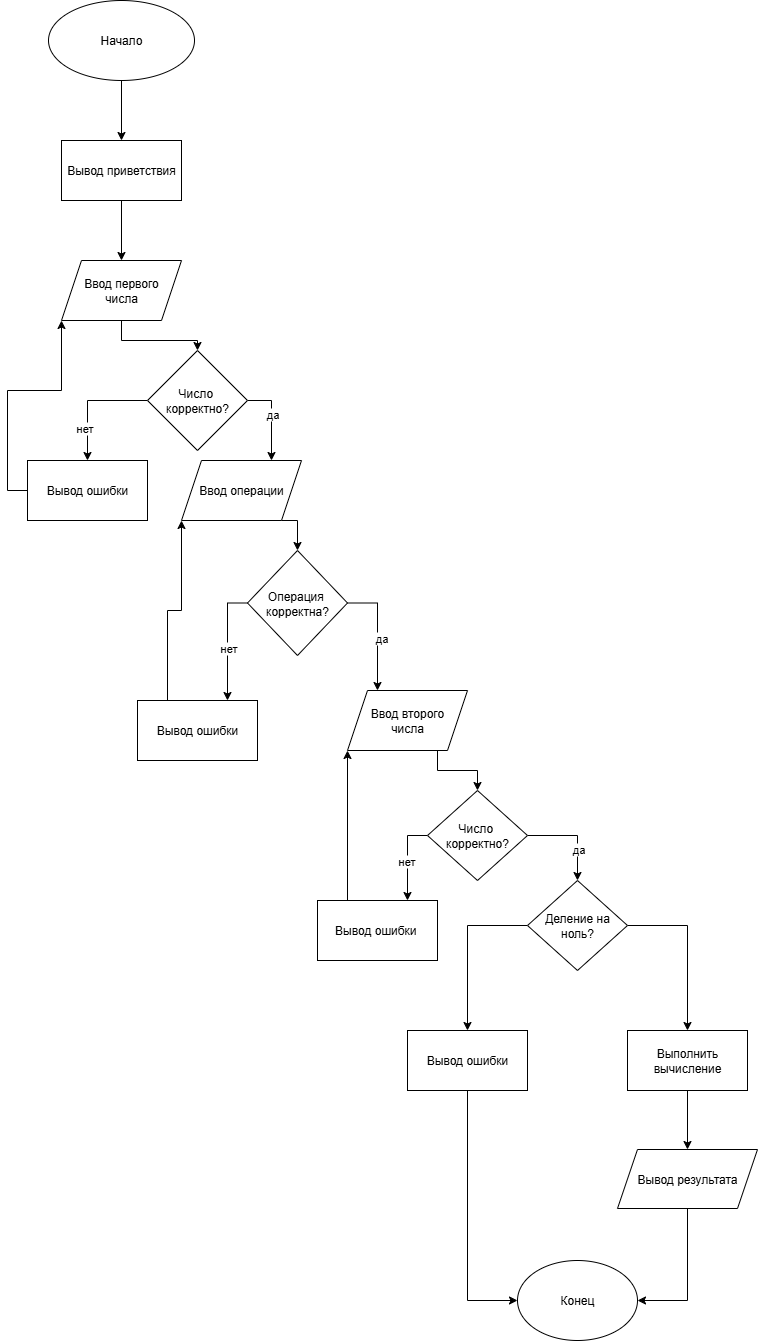 Начало
Вывод приветствия
Ввод первого
числа
Число
корректно?
нет
да
Вывод ошибки
Ввод операции
Операция
корректна?
нет
да
Вывод ошибки
Ввод второго
числа
Число
корректно?
нет
да
Вывод ошибки
Деление на
ноль?
Вывод ошибки
Выполнить
вычисление
Вывод результата
Конец